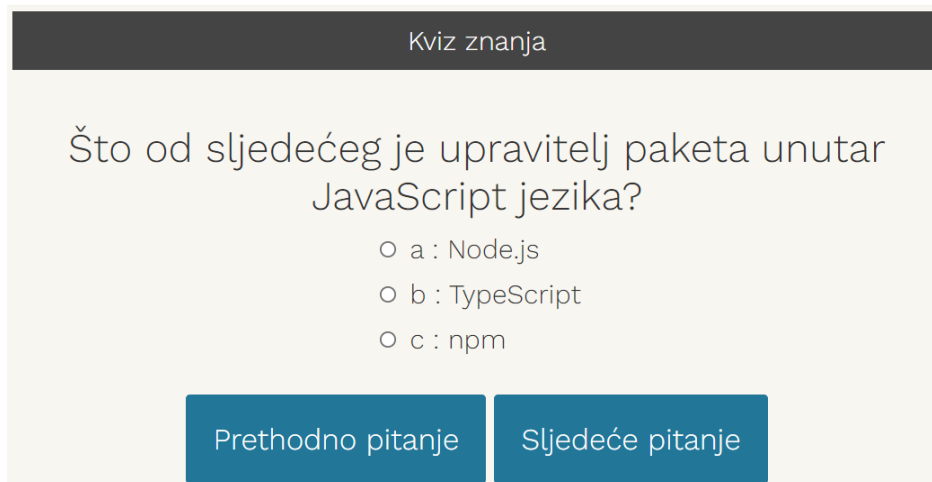 Kviz znanja
Što od sljedećeg je upravitelj paketa unutar
JavaScript jezika?
a : Node.js
b : TypeScript
c : npm
Prethodno pitanje
Sljedeće pitanje